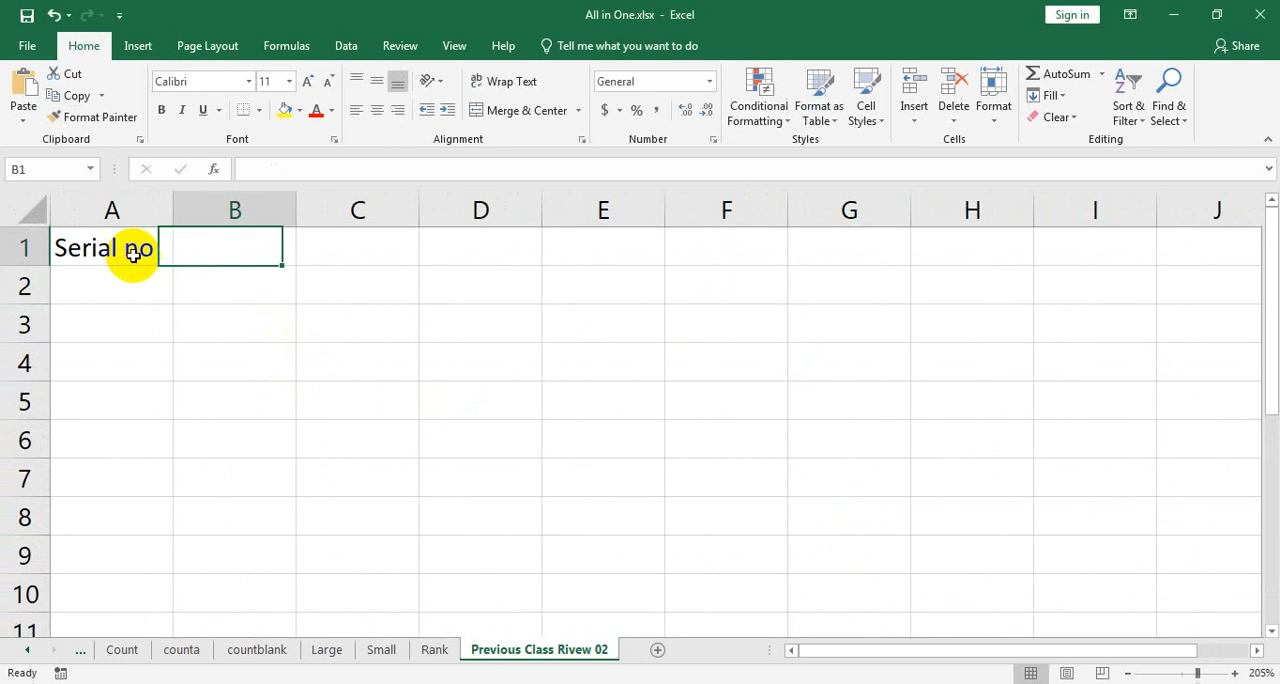 All in One.xlsx - Excel
Sign in
File Home Insert Page Layout Formulas Data Review View Help Tell me what you want to do Share
Paste
Cut
Copy
Format Painter
Clipboard
Calibri 11
B I U
Font
Wrap Text
Merge & Center
Alignment
General
$ % ,
Number
Conditional Formatting
Format as Table
Cell Styles
Styles
Insert
Delete
Format
Cells
AutoSum
Fill
Clear
Sort & Filter
Find & Select
Editing
B1
fx
A B C D E F G H I J
1 Serial no
2
3
4
5
6
7
8
9
10
11
... Count counta countblank Large Small Rank Previous Class Rivew 02
Ready
205%